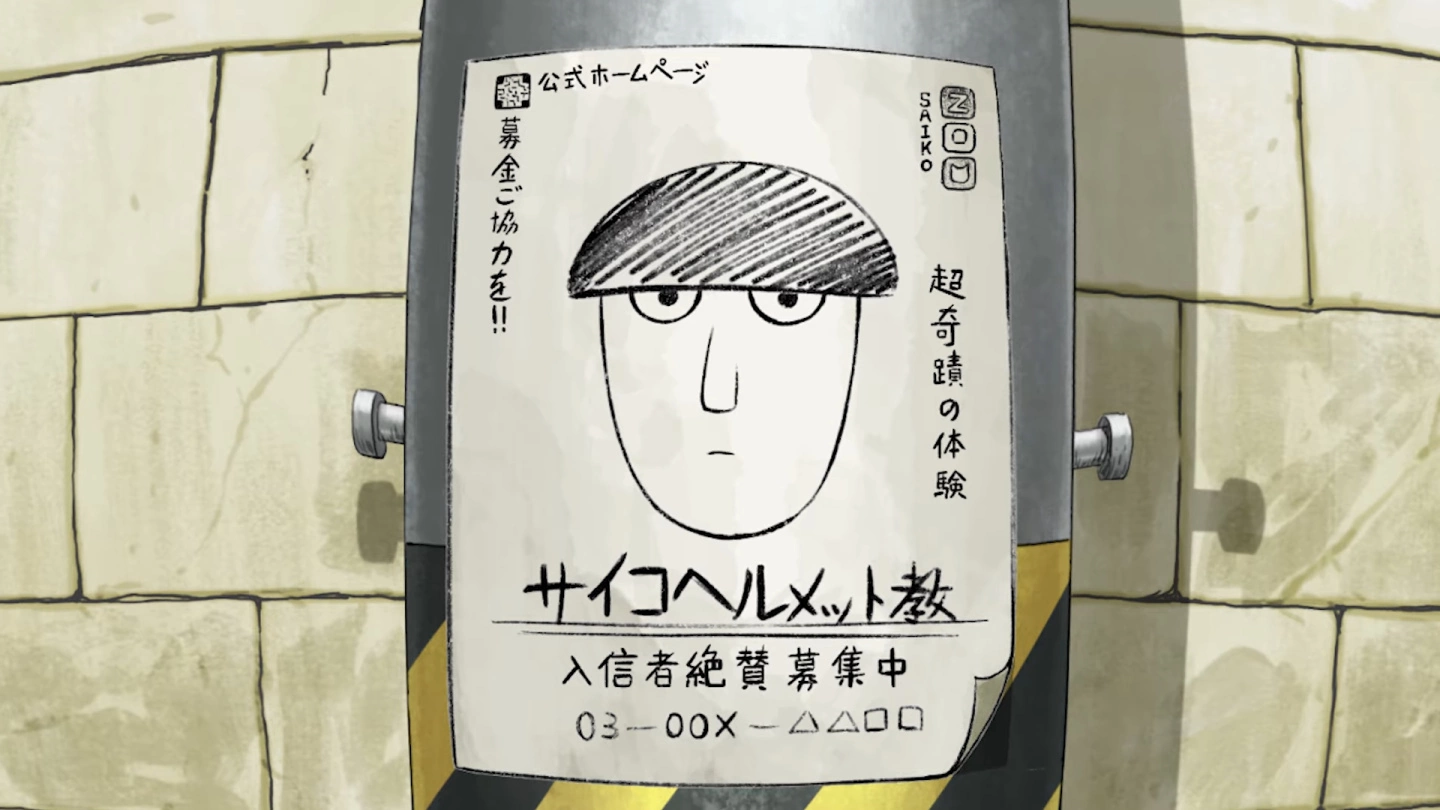 公式ホームページ
SAIKO
募金ご協力を!!
超奇蹟の体験
サイコヘルメット教
入信者絶賛募集中
03-00X-△△□□